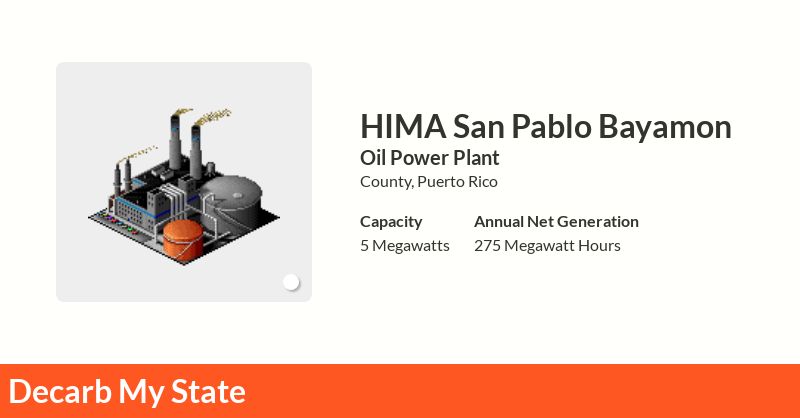 HIMA San Pablo Bayamon
Oil Power Plant
County, Puerto Rico
Capacity
Annual Net Generation
5 Megawatts
275 Megawatt Hours
Decarb My State